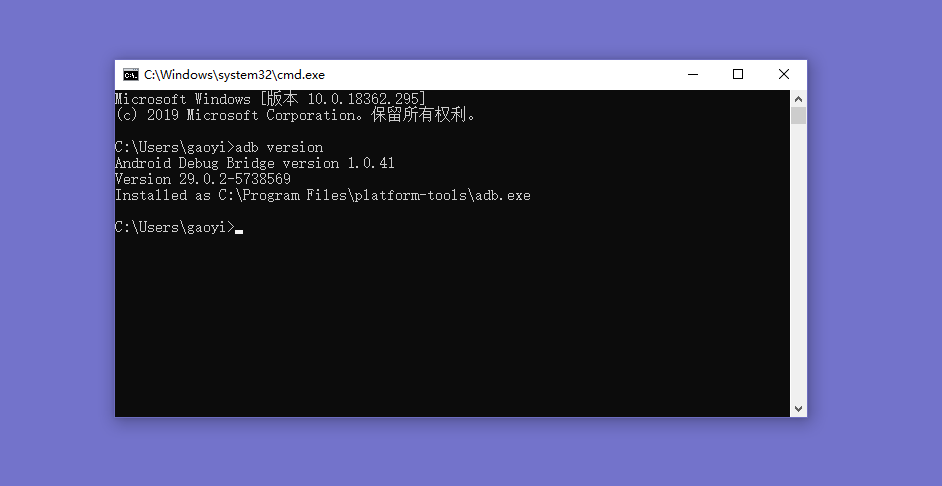 C:\Windows\system32\cmd.exe
Microsoft Windows [版本 10.0.18362.295]
(c) 2019 Microsoft Corporation。保留所有权利。
C:\Users\gaoyi>adb version
Android Debug Bridge version 1.0.41
Version 29.0.2-5738569
Installed as C:\Program Files\platform-tools\adb.exe
C:\Users\gaoyi>